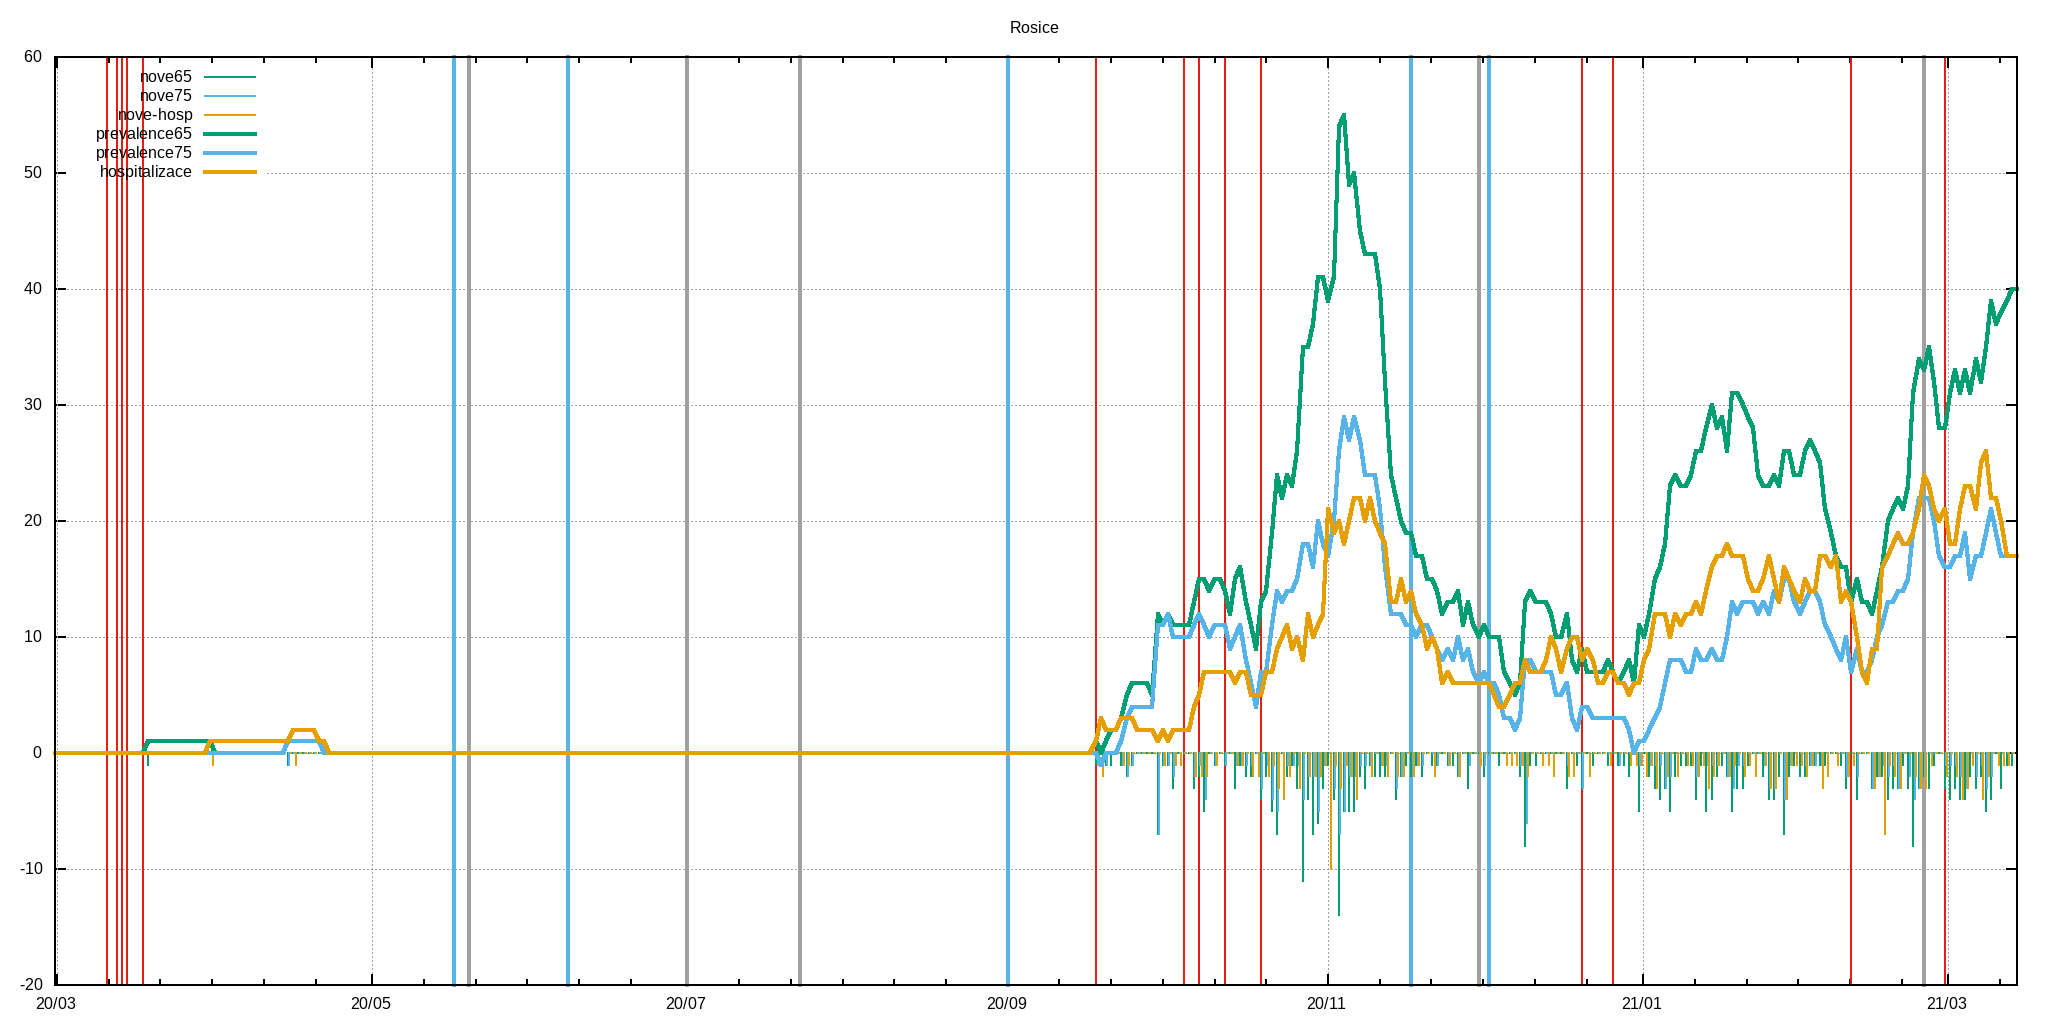 Rosice
60
nove65
nove75
nove-hosp
prevalence65
prevalence75
hospitalizace
50
40
30
20
10
0
-10
-20
20/03 20/05 20/07 20/09 20/11 21/01 21/03